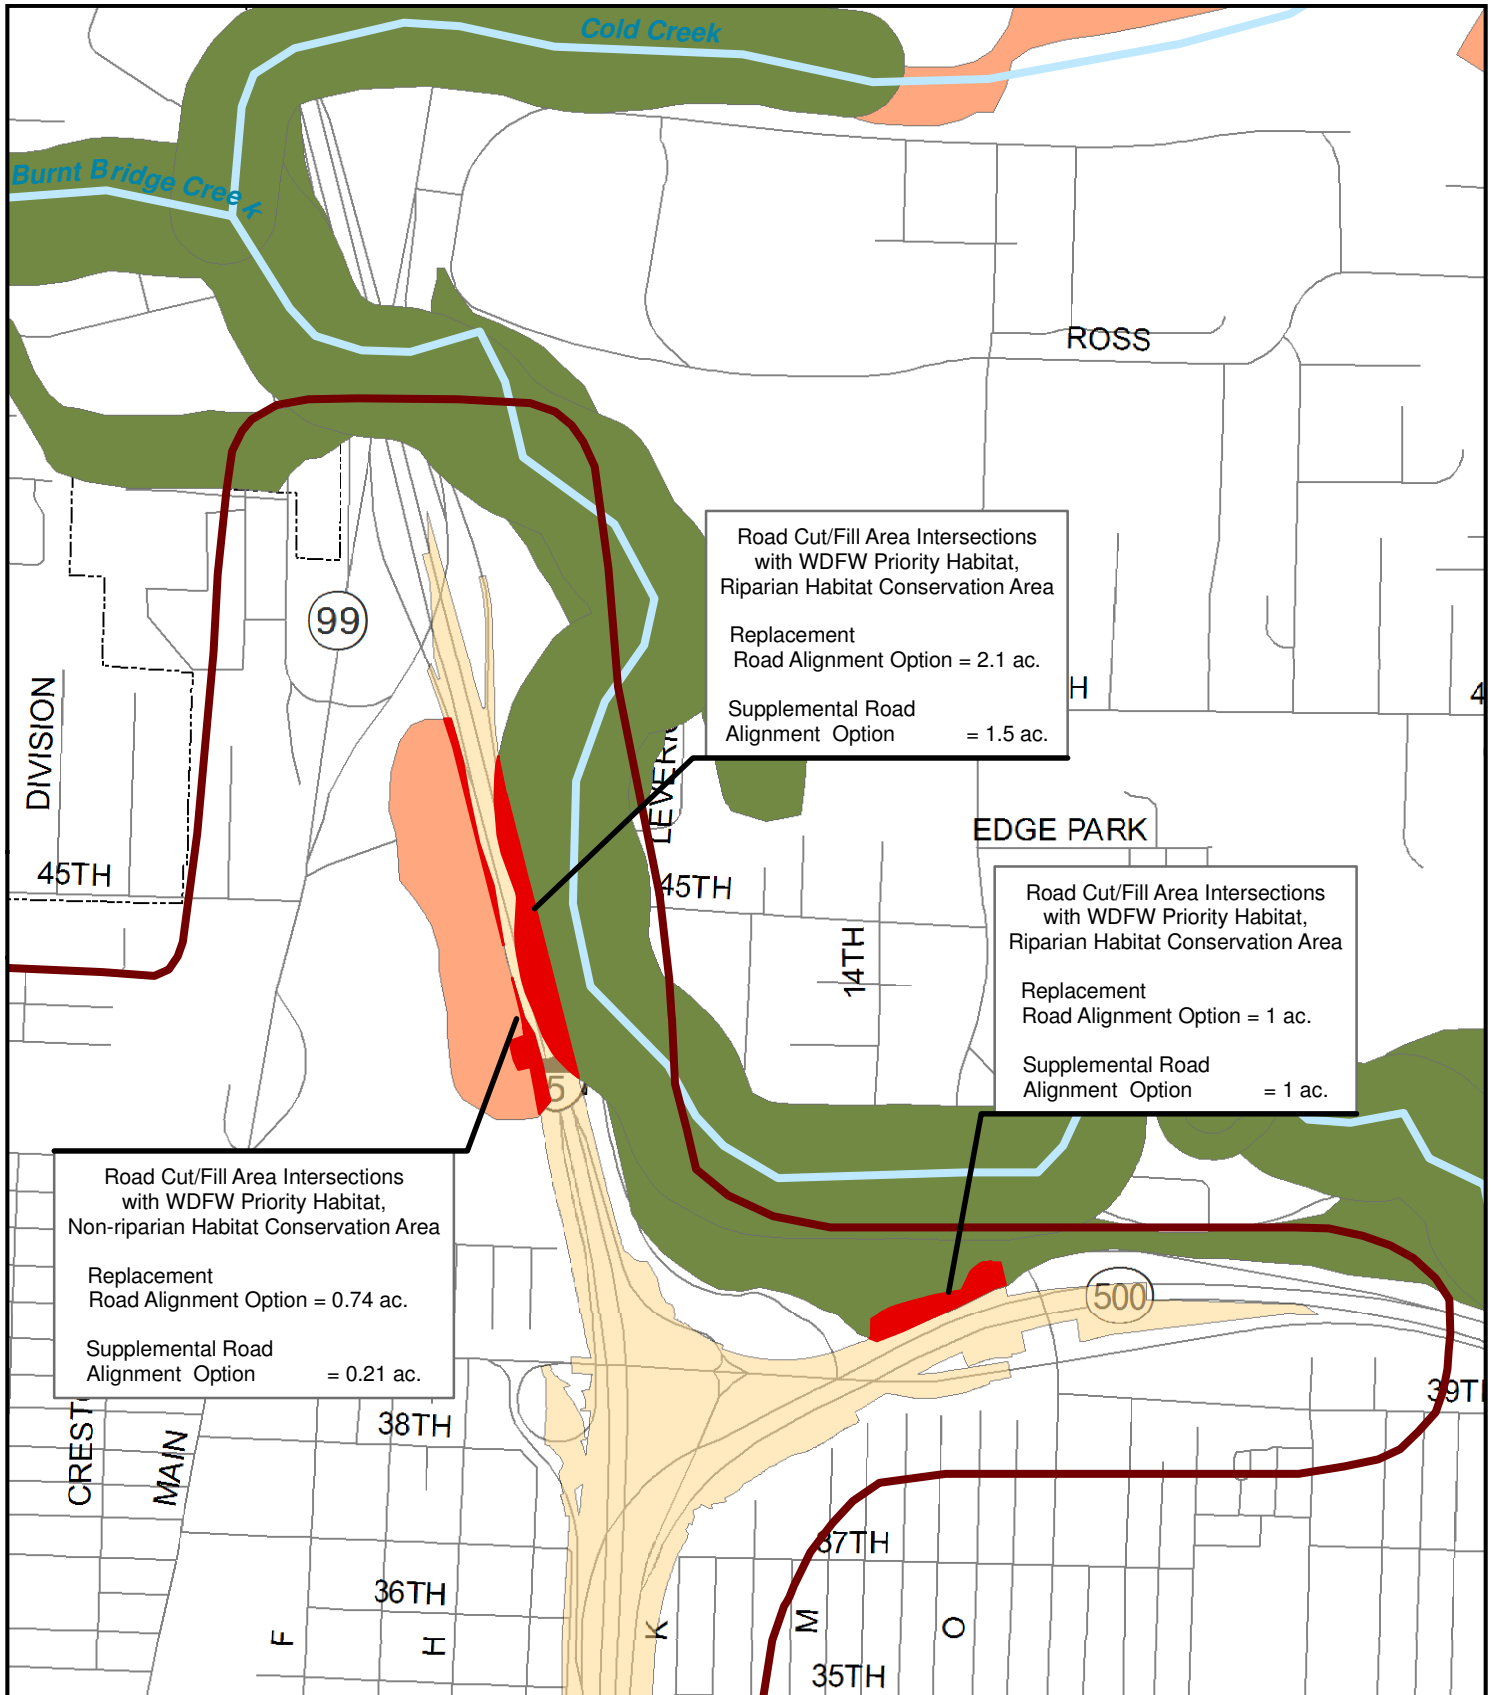 Cold Creek
Burnt Bridge Creek
ROSS
99
Road Cut/Fill Area Intersections
with WDFW Priority Habitat,
Riparian Habitat Conservation Area
Replacement
Road Alignment Option = 2.1 ac.
Supplemental Road
Alignment Option = 1.5 ac.
H
4
DIVISION
EDGE PARK
45TH
45TH
14TH
Road Cut/Fill Area Intersections
with WDFW Priority Habitat,
Riparian Habitat Conservation Area
Replacement
Road Alignment Option = 1 ac.
Supplemental Road
Alignment Option = 1 ac.
5
Road Cut/Fill Area Intersections
with WDFW Priority Habitat,
Non-riparian Habitat Conservation Area
Replacement
Road Alignment Option = 0.74 ac.
Supplemental Road
Alignment Option = 0.21 ac.
500
39TH
38TH
CREST
MAIN
37TH
36TH
F
H
K
M
O
35TH